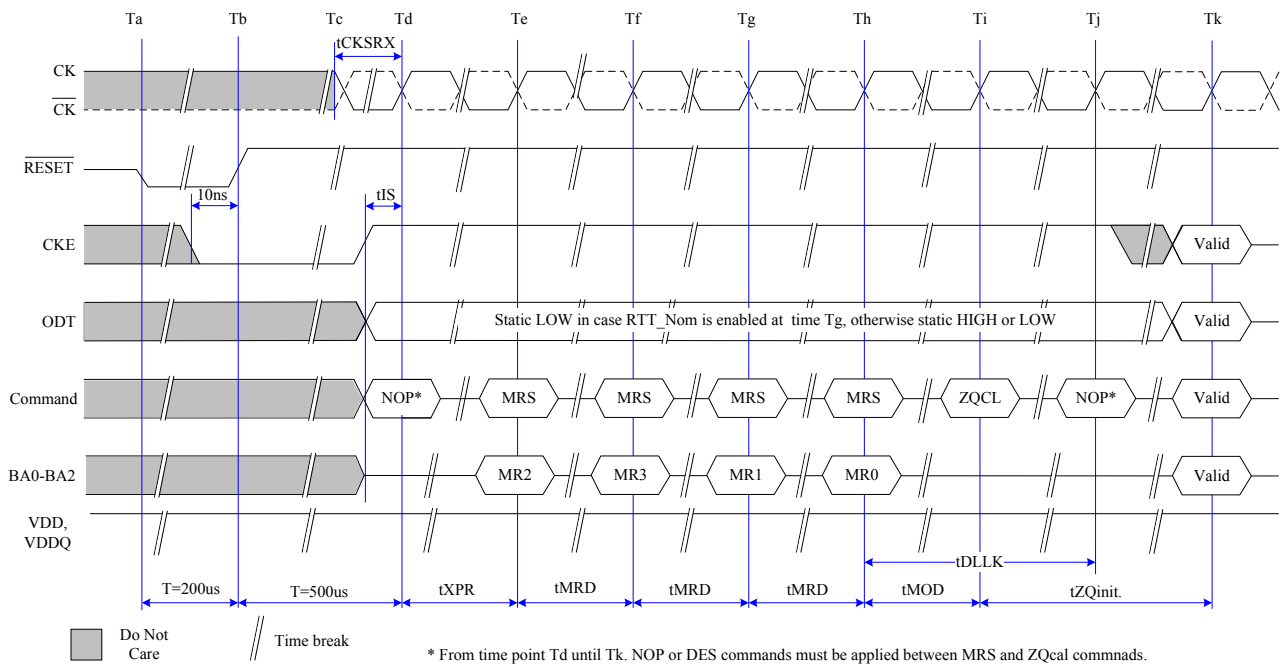 Ta Tb Tc Td Te Tf Tg Th Ti Tj Tk
tCKSRX
CK
CK
RESET
10ns tIS
CKE Valid
ODT Static LOW in case RTT_Nom is enabled at time Tg, otherwise static HIGH or LOW Valid
Command NOP* MRS MRS MRS MRS ZQCL NOP* Valid
BA0-BA2 MR2 MR3 MR1 MR0 Valid
VDD,
VDDQ
tDLLK
T=200us T=500us tXPR tMRD tMRD tMRD tMOD tZQinit.
Do Not
Care
Time break
* From time point Td until Tk. NOP or DES commands must be applied between MRS and ZQcal commnads.